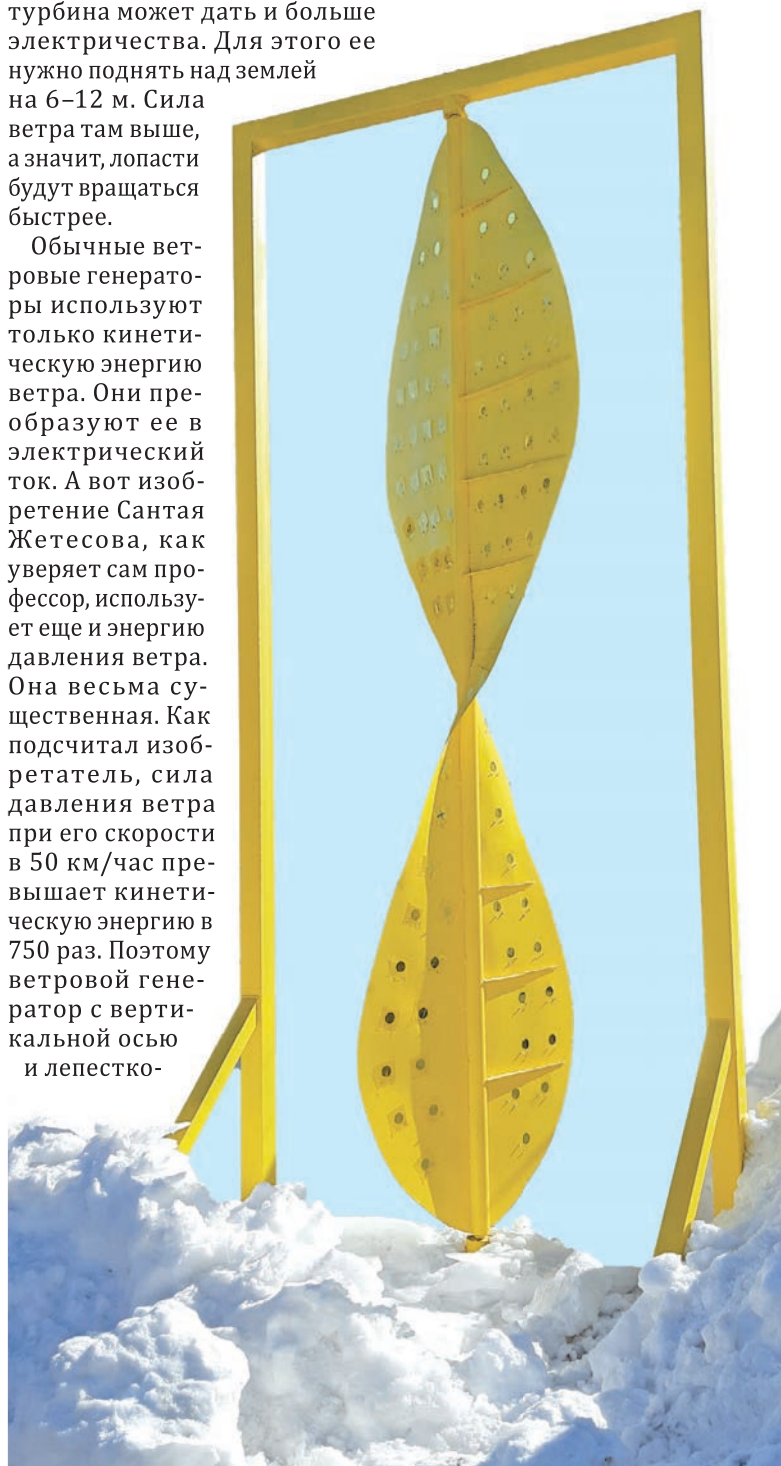 турбина может дать и больше
электричества. Для этого ее
нужно поднять над землей
на 6–12 м. Сила
ветра там выше,
а значит, лопасти
будут вращаться
быстрее.
Обычные вет-
ровые генерато-
ры используют
только кинети-
ческую энергию
ветра. Они пре-
образуют ее в
электрический
ток. А вот изоб-
ретение Сантая
Жетесова, как
уверяет сам про-
фессор, использу-
ет еще и энергию
давления ветра.
Она весьма су-
щественная. Как
подсчитал изоб-
ретатель, сила
давления ветра
при его скорости
в 50 км/час пре-
вышает кинети-
ческую энергию в
750 раз. Поэтому
ветровой гене-
ратор с верти-
кальной осью
и лепестко-